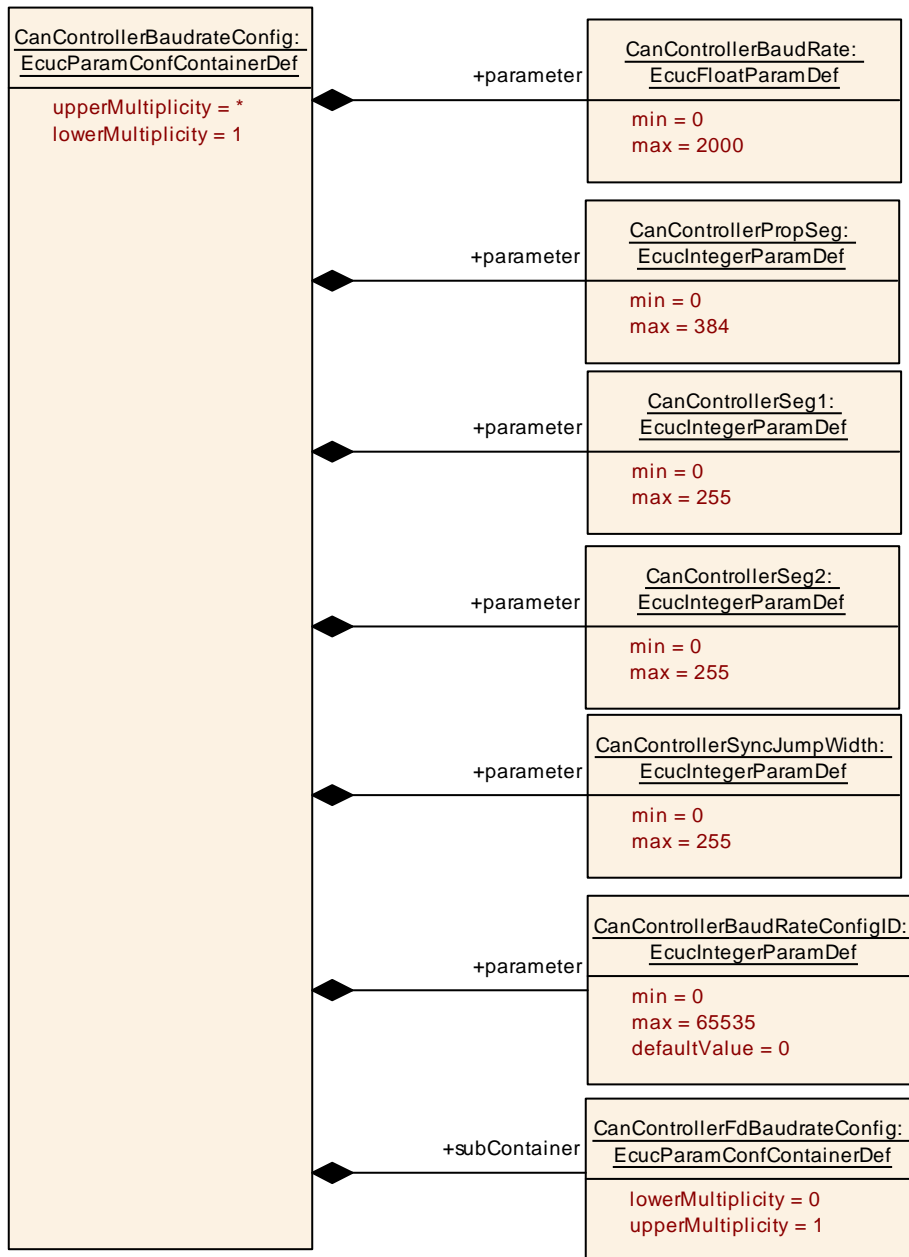 CanControllerBaudrateConfig:
EcucParamConfContainerDef
upperMultiplicity = *
lowerMultiplicity = 1
+parameter
CanControllerBaudRate:
EcucFloatParamDef
min = 0
max = 2000
+parameter
CanControllerPropSeg:
EcucIntegerParamDef
min = 0
max = 384
+parameter
CanControllerSeg1:
EcucIntegerParamDef
min = 0
max = 255
+parameter
CanControllerSeg2:
EcucIntegerParamDef
min = 0
max = 255
+parameter
CanControllerSyncJumpWidth:
EcucIntegerParamDef
min = 0
max = 255
+parameter
CanControllerBaudRateConfigID:
EcucIntegerParamDef
min = 0
max = 65535
defaultValue = 0
+subContainer
CanControllerFdBaudrateConfig:
EcucParamConfContainerDef
lowerMultiplicity = 0
upperMultiplicity = 1